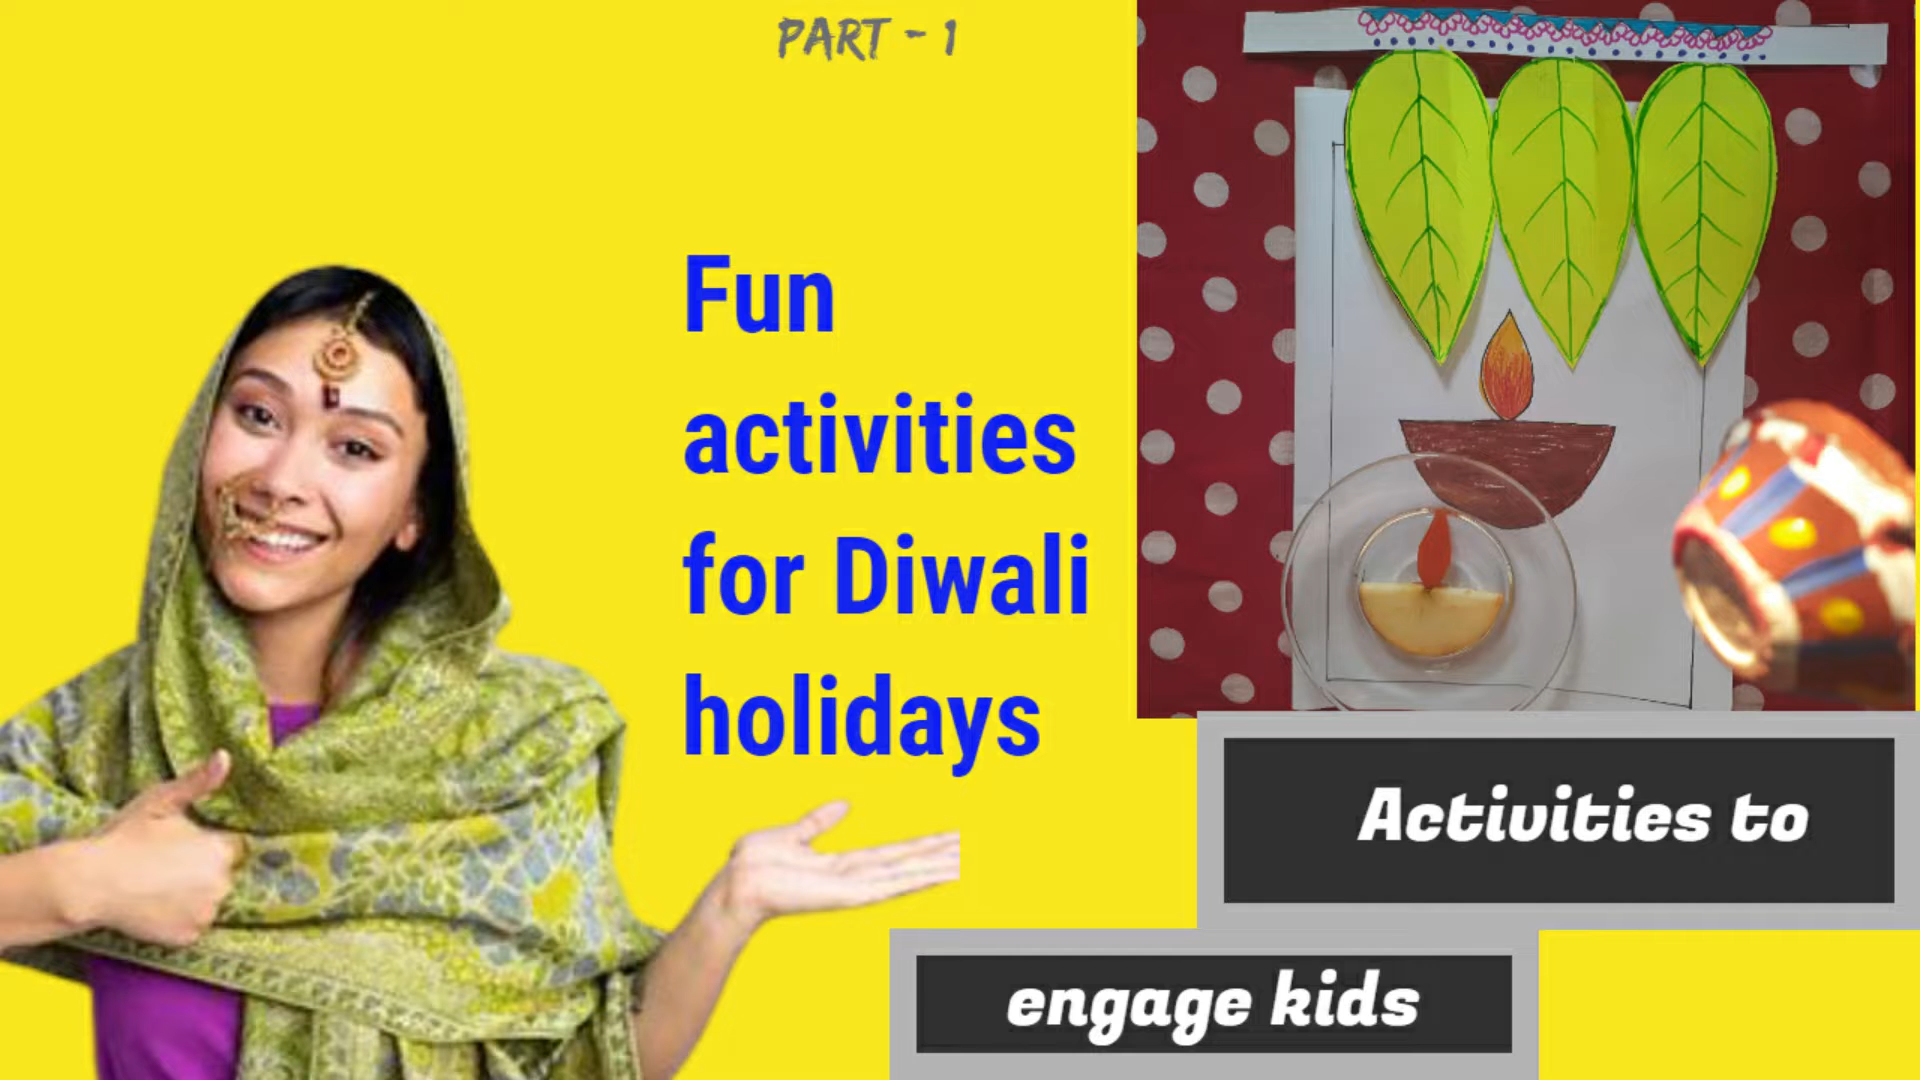 PART - 1
Fun
activities
for Diwali
holidays
Activities to
engage kids